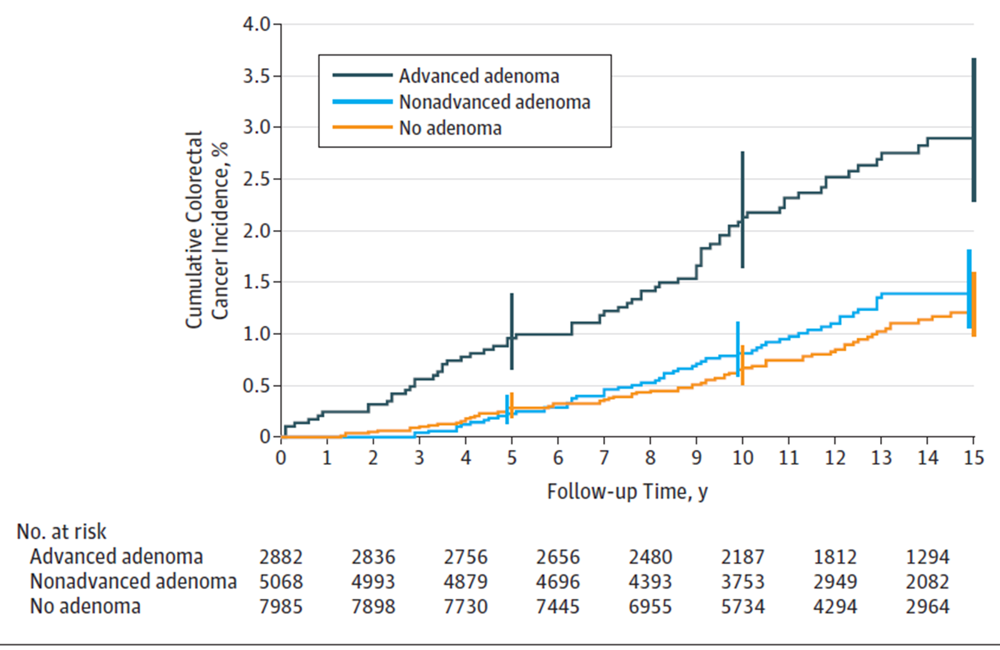 4.0
3.5
3.0
2.5
2.0
1.5
1.0
0.5
0
Cumulative Colorectal
Cancer Incidence, %
Advanced adenoma
Nonadvanced adenoma
No adenoma
0 1 2 3 4 5 6 7 8 9 10 11 12 13 14 15
Follow-up Time, y
No. at risk
Advanced adenoma 2882 2836 2756 2656 2480 2187 1812 1294
Nonadvanced adenoma 5068 4993 4879 4696 4393 3753 2949 2082
No adenoma 7985 7898 7730 7445 6955 5734 4294 2964